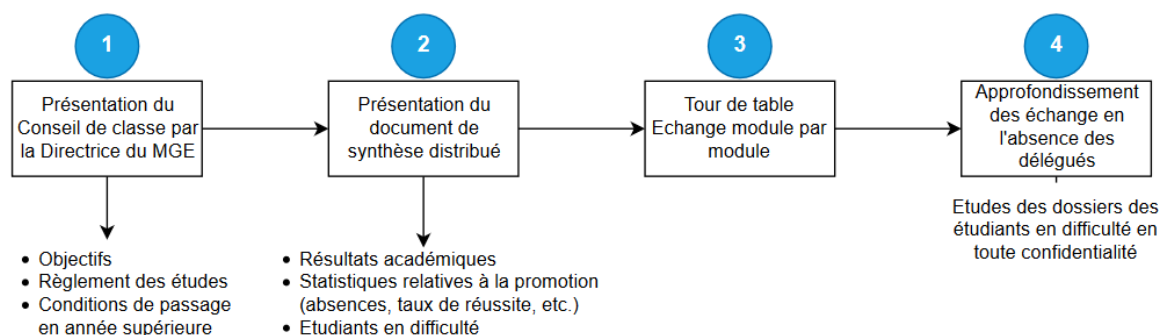 1
Présentation du
Conseil de classe par
la Directrice du MGE
2
Présentation du
document de
synthèse distribué
3
Tour de table
Echange module par
module
4
Approfondissement
des échange en
l'absence des
délégués
• Objectifs
• Règlement des études
• Conditions de passage
en année supérieure
• Résultats académiques
• Statistiques relatives à la promotion
(absences, taux de réussite, etc.)
• Etudiants en difficulté
Etudes des dossiers des
étudiants en difficulté en
toute confidentialité